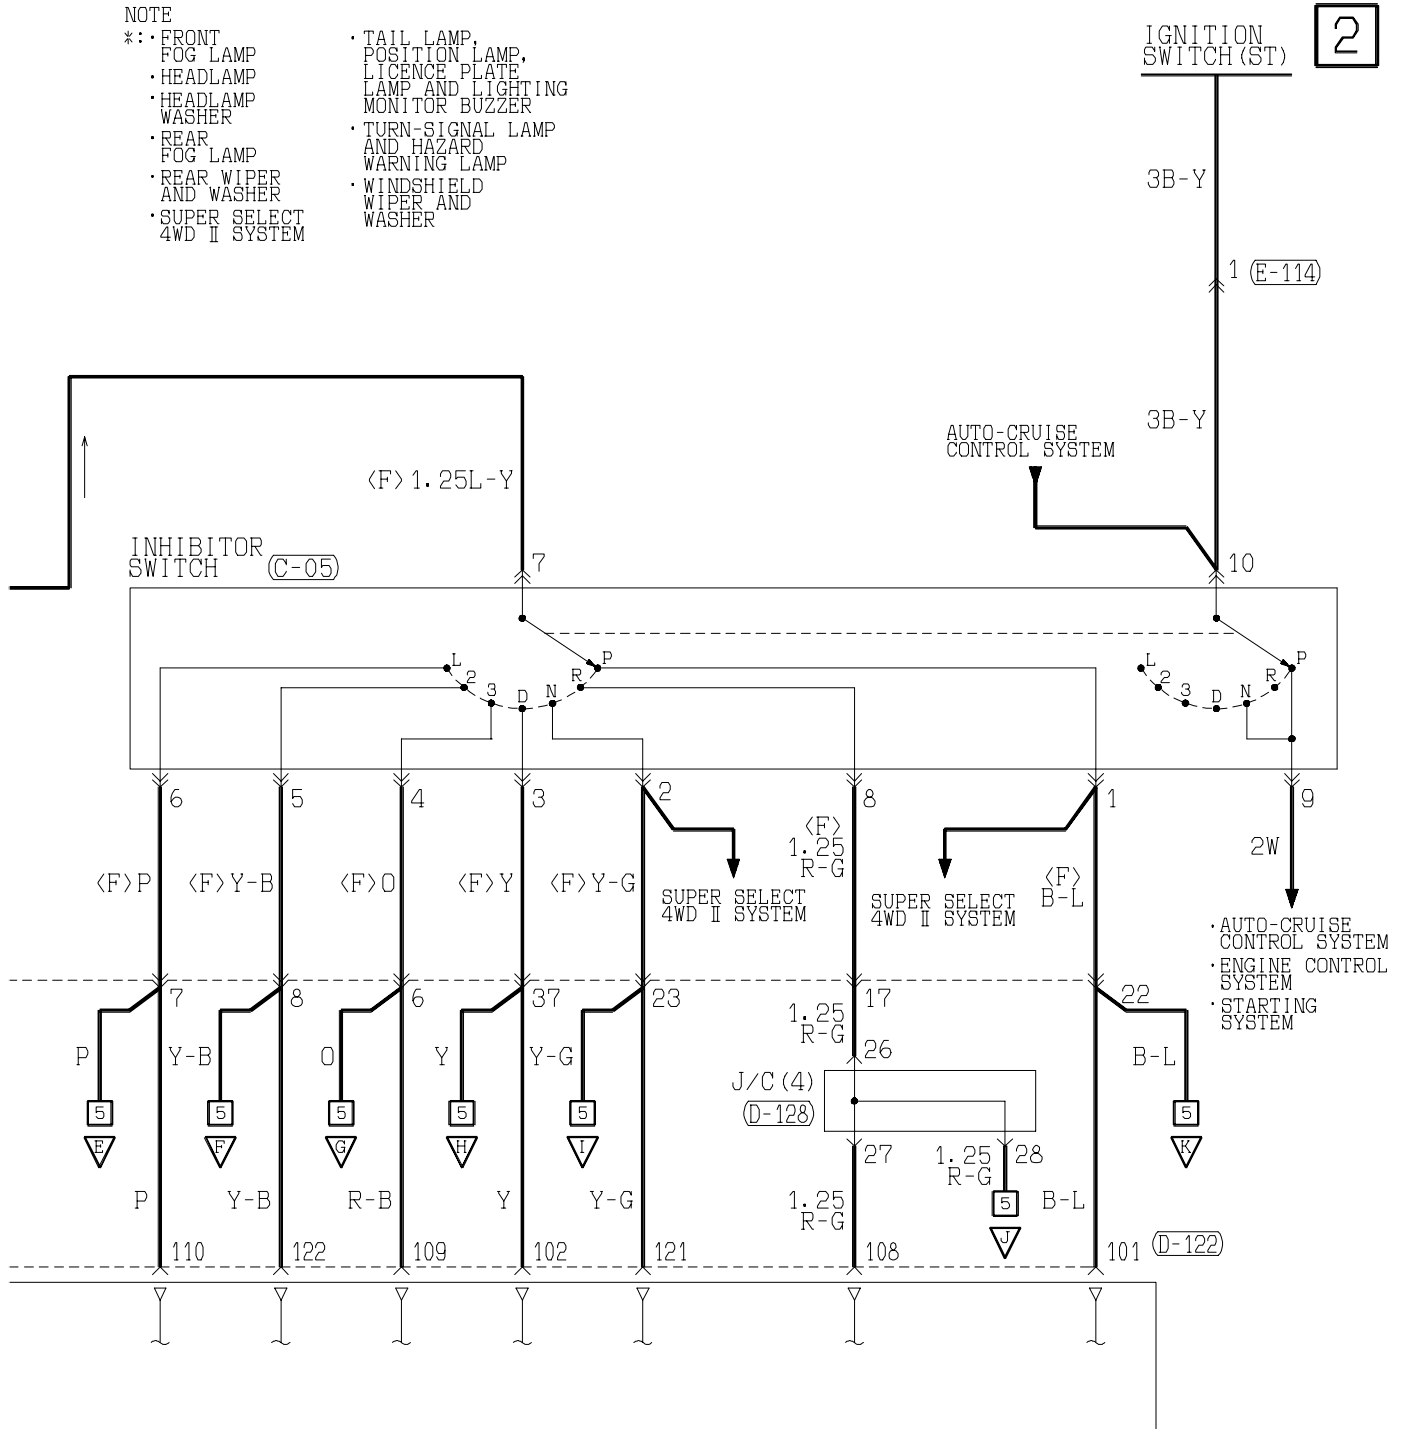 NOTE
*:·FRONT
FOG LAMP
·HEADLAMP
·HEADLAMP
WASHER
·REAR
FOG LAMP
·REAR WIPER
AND WASHER
·SUPER SELECT
4WD Ⅱ SYSTEM
·TAIL LAMP,
POSITION LAMP,
LICENCE PLATE
LAMP AND LIGHTING
MONITOR BUZZER
·TURN-SIGNAL LAMP
AND HAZARD
WARNING LAMP
·WINDSHIELD
WIPER AND
WASHER
IGNITION
SWITCH(ST)
2
3B-Y
1 E-114
3B-Y
AUTO-CRUISE
CONTROL SYSTEM
<F>1.25L-Y
INHIBITOR
SWITCH C-05
7
10
L 2 3 D N R P
L 2 3 D N R P
6 5 4 3 2 8 1 9
<F>P
<F>Y-B
<F>O
<F>Y
<F>Y-G
SUPER SELECT
4WD Ⅱ SYSTEM
<F>
1.25
R-G
SUPER SELECT
4WD Ⅱ SYSTEM
<F>
B-L
2W
·AUTO-CRUISE
CONTROL SYSTEM
·ENGINE CONTROL
SYSTEM
·STARTING
SYSTEM
7 8 6 37 23 17 22
P Y-B O Y Y-G
1.25
R-G
26
B-L
J/C(4)
D-128
5 5 5 5 5 5
E F G H I K
27
1.25
R-G
28
5
J
P Y-B R-B Y Y-G
1.25
R-G
B-L
110 122 109 102 121 108 101 D-122